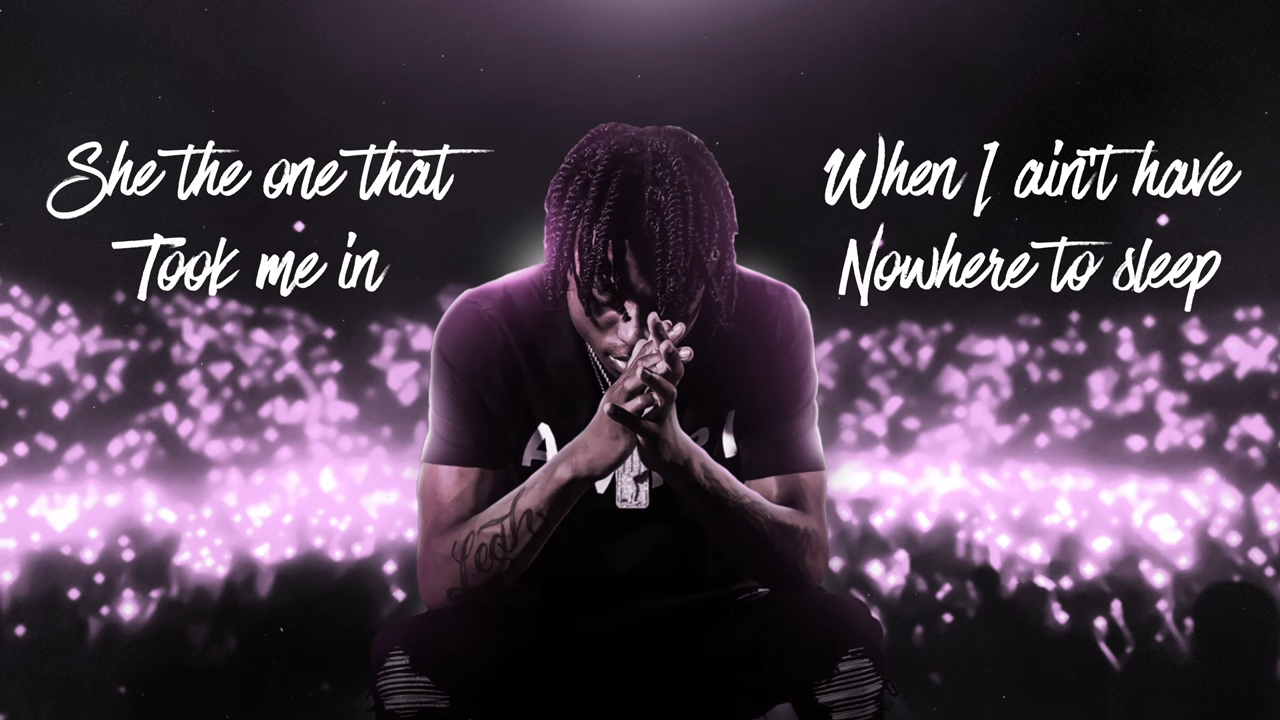 She the one that
Took me in
When I ain't have
Nowhere to sleep